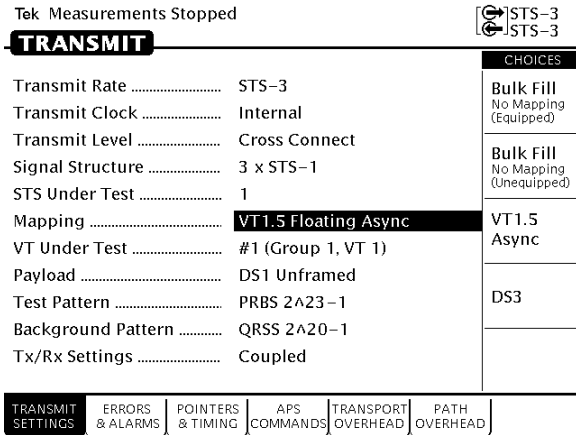 Tek Measurements Stopped
STS-3
STS-3
TRANSMIT
CHOICES
Transmit Rate ........................ STS-3
Transmit Clock ...................... Internal
Transmit Level ...................... Cross Connect
Signal Structure .................... 3 x STS-1
STS Under Test ...................... 1
Mapping ................................ VT1.5 Floating Async
VT Under Test ....................... #1 (Group 1, VT 1)
Payload .................................. DS1 Unframed
Test Pattern .......................... PRBS 2^23-1
Background Pattern ............ QRSS 2^20-1
Tx/Rx Settings ...................... Coupled
Bulk Fill
No Mapping
(Equipped)
Bulk Fill
No Mapping
(Unequipped)
VT1.5
Async
DS3
TRANSMIT
SETTINGS
ERRORS
& ALARMS
POINTERS
& TIMING
APS
COMMANDS
TRANSPORT
OVERHEAD
PATH
OVERHEAD